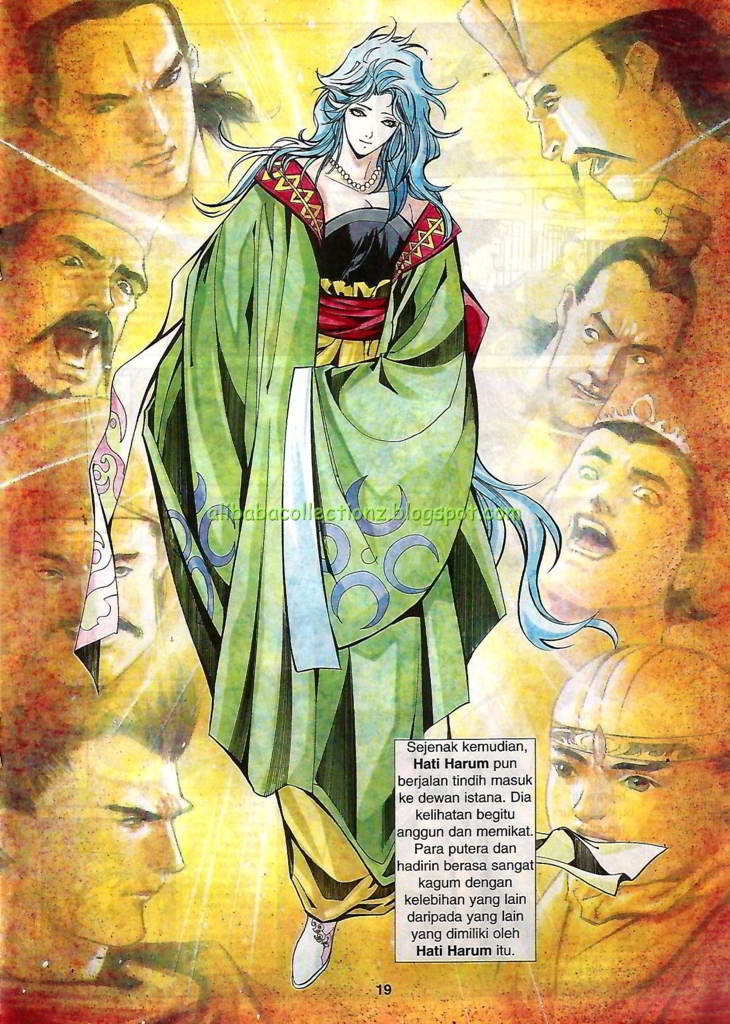 alibabacollectionz.blogspot.com
Sejenak kemudian,
Hati Harum pun
berjalan tindih masuk
ke dewan istana. Dia
kelihatan begitu
anggun dan memikat.
Para putera dan
hadirin berasa sangat
kagum dengan
kelebihan yang lain
daripada yang lain
yang dimiliki oleh
Hati Harum itu.
19